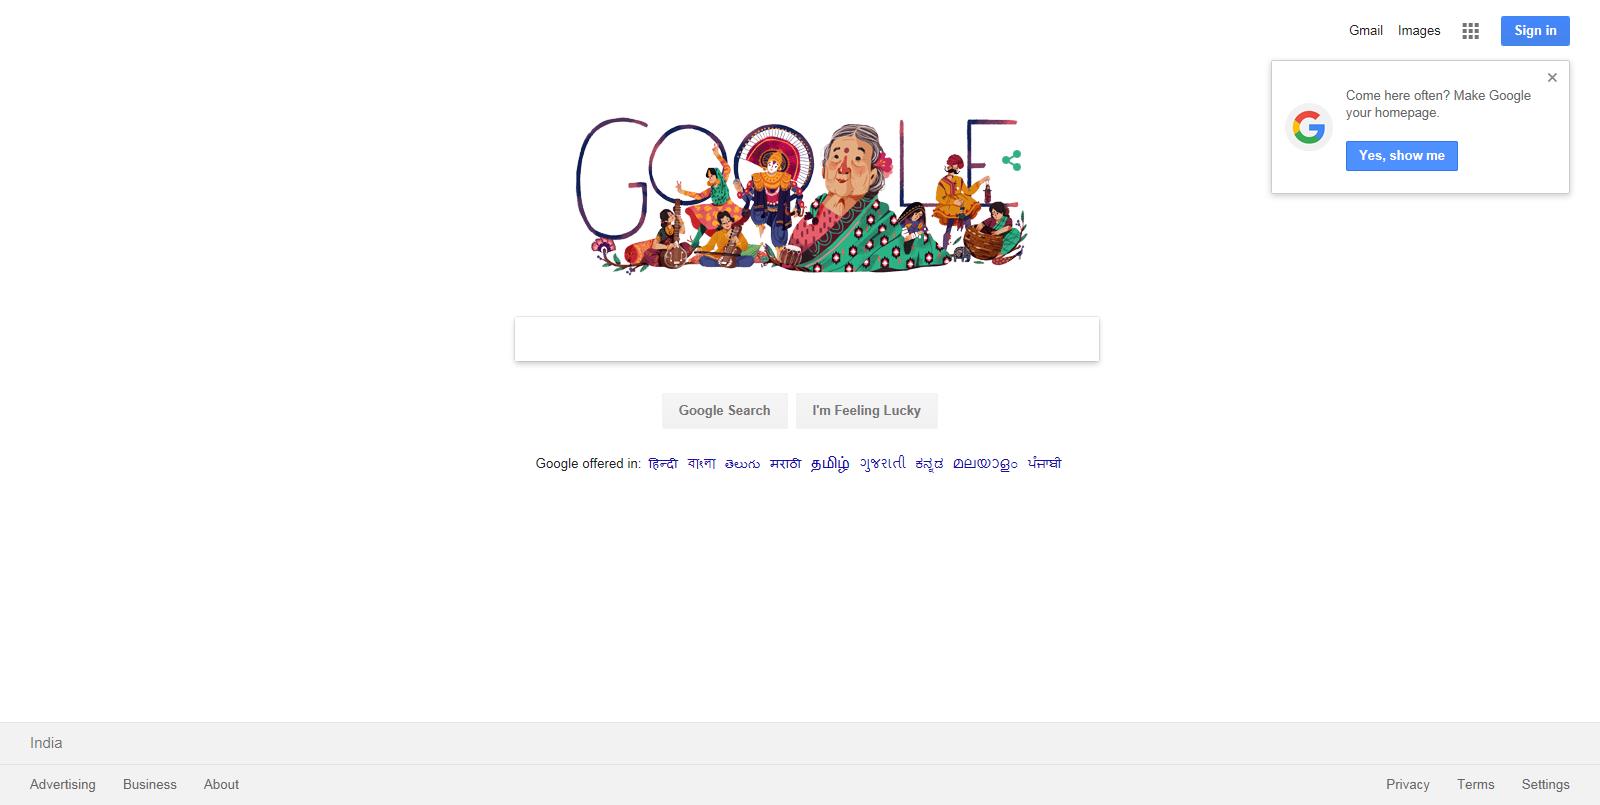 Gmail Images Sign in
Come here often? Make Google
your homepage.
Yes, show me
GOOGLE
Google Search I'm Feeling Lucky
Google offered in: हिन्दी বাংলা తెలుగు मराठी தமிழ் ગુજરાતી ಕನ್ನಡ മലയാളം ਪੰਜਾਬੀ
India
Advertising Business About Privacy Terms Settings